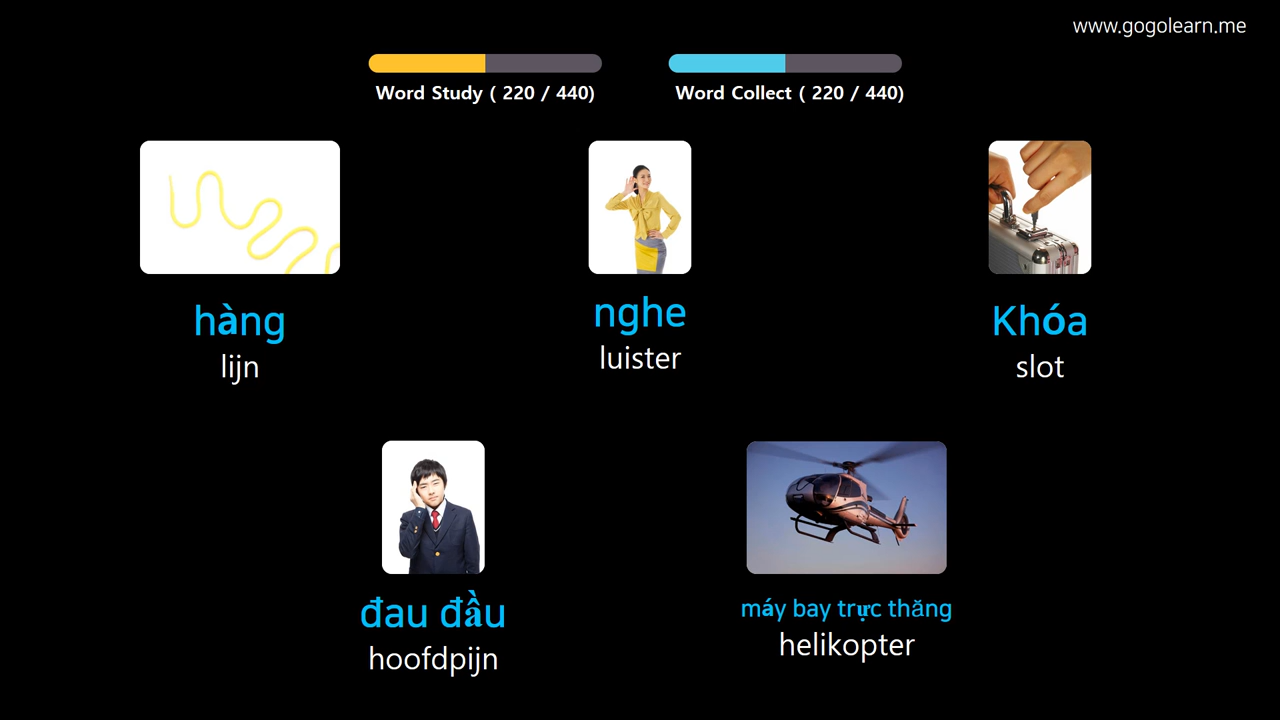 www.gogolearn.me
Word Study ( 220 / 440)
Word Collect ( 220 / 440)
hàng
lijn
nghe
luister
Khóa
slot
đau đầu
hoofdpijn
máy bay trực thăng
helikopter